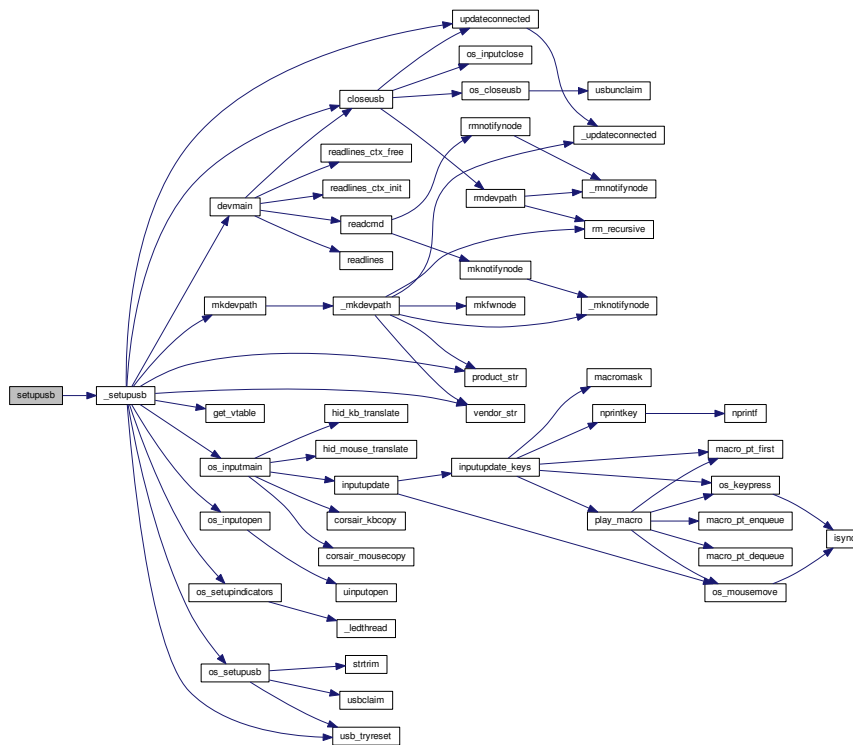 updateconnected
os_inputclose
closeusb
os_closeusb
usbunclaim
rmnotifynode
_updateconnected
readlines_ctx_free
readlines_ctx_init
_rmnotifynode
rmdevpath
devmain
readcmd
rm_recursive
readlines
mknotifynode
mkdevpath
_mkdevpath
mkfwnode
_mknotifynode
product_str
macromask
setupusb
_setupusb
get_vtable
hid_kb_translate
vendor_str
nprintkey
nprintf
hid_mouse_translate
macro_pt_first
os_inputmain
inputupdate
inputupdate_keys
os_keypress
os_inputopen
corsair_kbcopy
play_macro
macro_pt_enqueue
isync
corsair_mousecopy
macro_pt_dequeue
os_setupindicators
uinputopen
os_mousemove
_ledthread
os_setupusb
strtrim
usbclaim
usb_tryreset